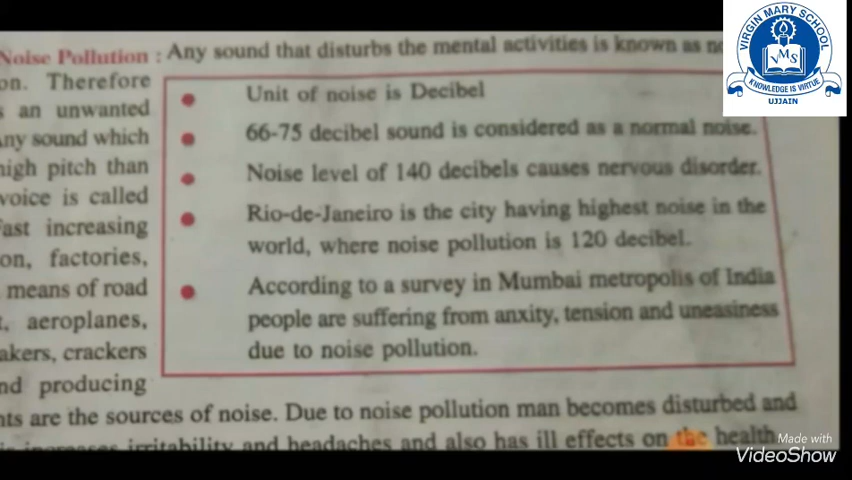 Noise Pollution : Any sound that disturbs the mental activities is known as
on. Therefore
an unwanted
Any sound which
high pitch than
voice is called
Fast increasing
on, factories,
means of road
aeroplanes,
akers, crackers
nd producing
• Unit of noise is Decibel
• 66-75 decibel sound is considered as a normal noise.
• Noise level of 140 decibels causes nervous disorder.
• Rio-de-Janeiro is the city having highest noise in the
world, where noise pollution is 120 decibel.
• According to a survey in Mumbai metropolis of India
people are suffering from anxity, tension and uneasiness
due to noise pollution.
nts are the sources of noise. Due to noise pollution man becomes disturbed and
increases irritability and headaches and also has ill effects on the health
VIRGIN MARY SCHOOL
VMS
KNOWLEDGE IS VIRTUE
UJJAIN
Made with
VideoShow